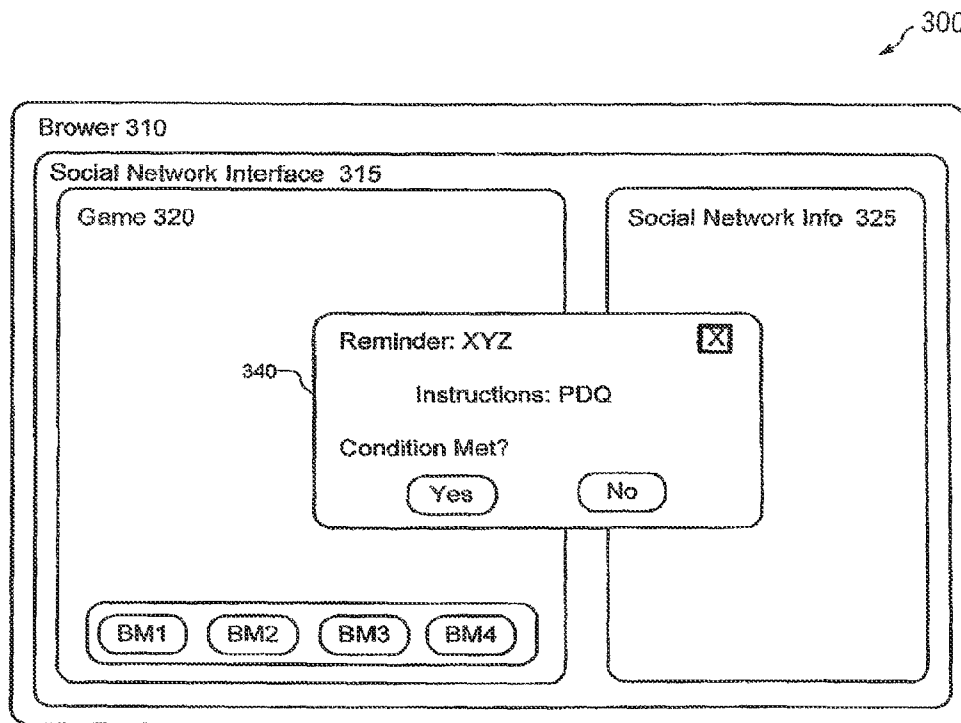 300
Brower 310
Social Network Interface 315
Game 320
Social Network Info 325
Reminder: XYZ
X
340
Instructions: PDQ
Condition Met?
Yes
No
BM1
BM2
BM3
BM4